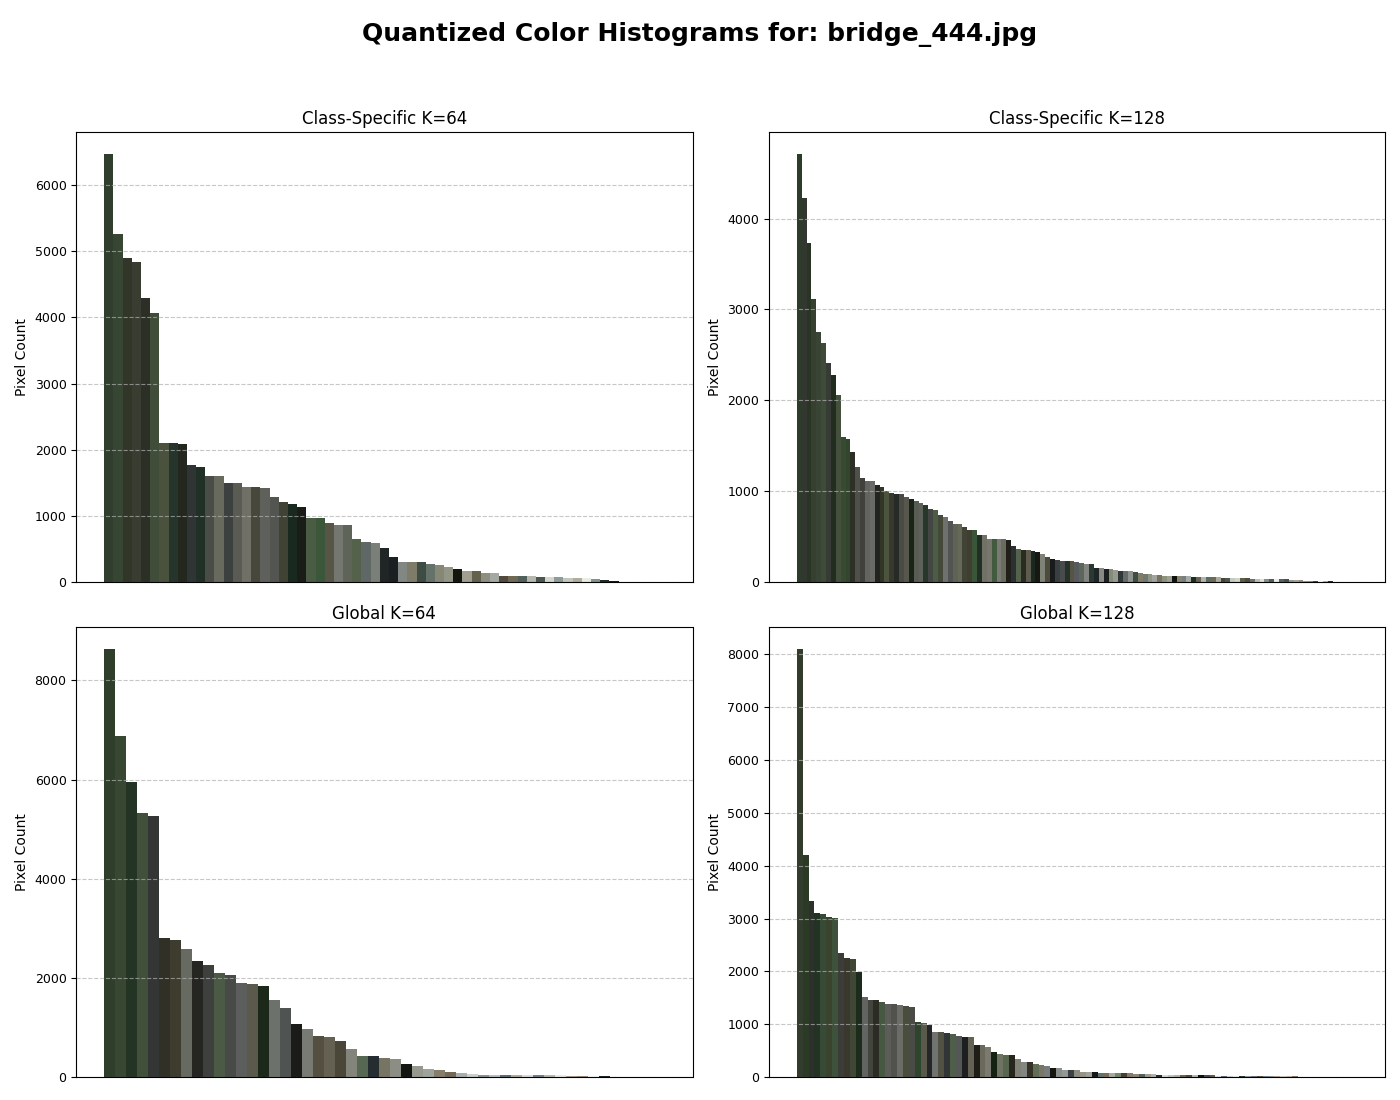 Quantized Color Histograms for: bridge_444.jpg
Class-Specific K=64
Pixel Count
6000
5000
4000
3000
2000
1000
0
Class-Specific K=128
Pixel Count
4000
3000
2000
1000
0
Global K=64
Pixel Count
8000
6000
4000
2000
0
Global K=128
Pixel Count
8000
7000
6000
5000
4000
3000
2000
1000
0